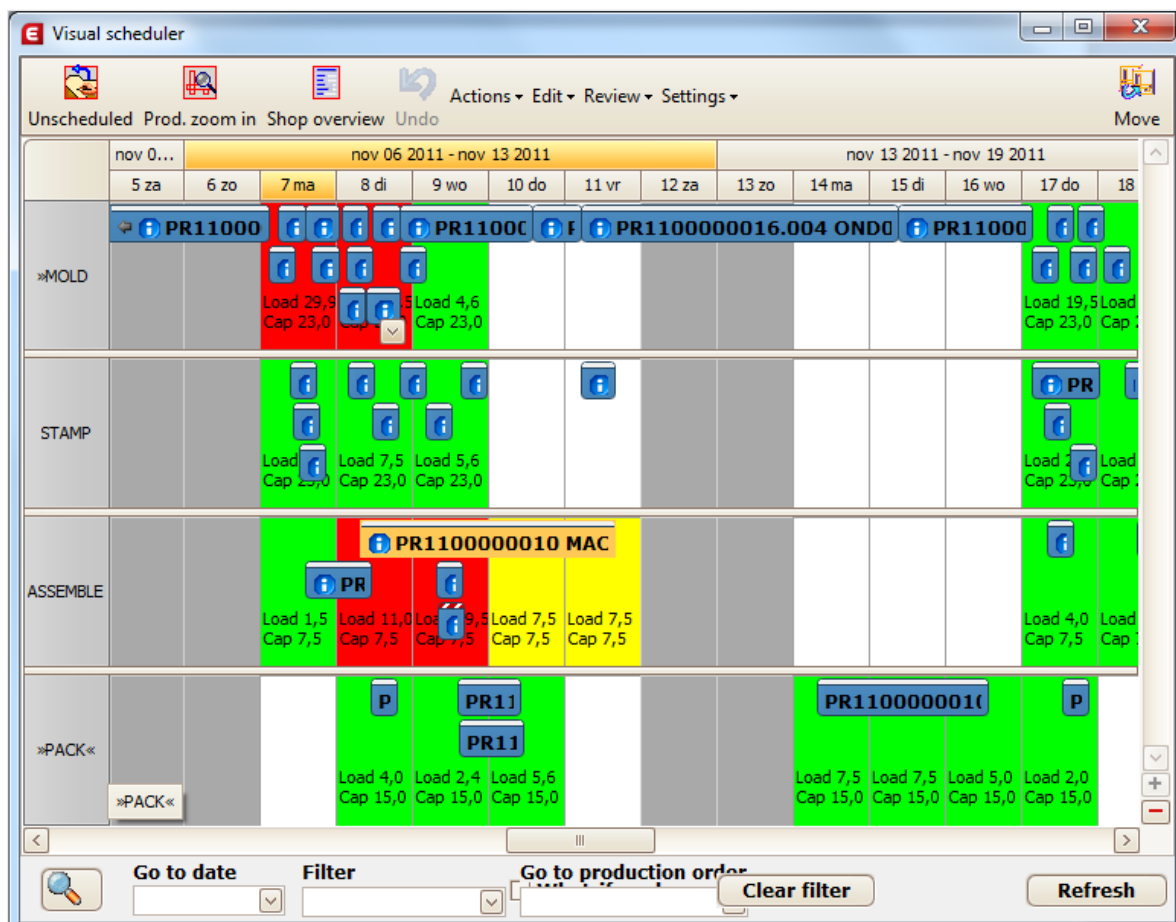 Visual scheduler
Unscheduled Prod. zoom in Shop overview Undo Actions Edit Review Settings Move
nov 0... nov 06 2011 - nov 13 2011 nov 13 2011 - nov 19 2011
5 za 6 zo 7 ma 8 di 9 wo 10 do 11 vr 12 za 13 zo 14 ma 15 di 16 wo 17 do 18
PR11000 PR1100 PR1100000016.004 OND PR11000
»MOLD
Load 29,9 Load 4,6 Load 19,5 Load
Cap 23,0 Cap 23,0 Cap 23,0 Cap
PR
STAMP
Load Load 7,5 Load 5,6 Load
Cap 23,0 Cap 23,0 Cap 23,0 Cap 23,0 Cap
PR1100000010 MAC
PR
ASSEMBLE
Load 1,5 Load 11,0 Load 7,5 Load 7,5 Load 4,0 Load
Cap 7,5 Cap 7,5 Cap 7,5 Cap 7,5 Cap 7,5 Cap 7,5 Cap
P PR11 PR110000001 P
PR11
»PACK«
Load 4,0 Load 2,4 Load 5,6 Load 7,5 Load 7,5 Load 5,0 Load 2,0
Cap 15,0 Cap 15,0 Cap 15,0 Cap 15,0 Cap 15,0 Cap 15,0 Cap 15,0
»PACK«
Go to date Filter Go to production order
Clear filter Refresh